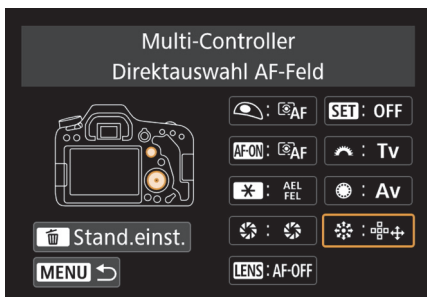 Multi-Controller
Direktauswahl AF-Feld
: AF
SET : OFF
AF-ON : AF
: Tv
: AEL
FEL
: Av
Stand.einst.
:
:
MENU
LENS : AF-OFF